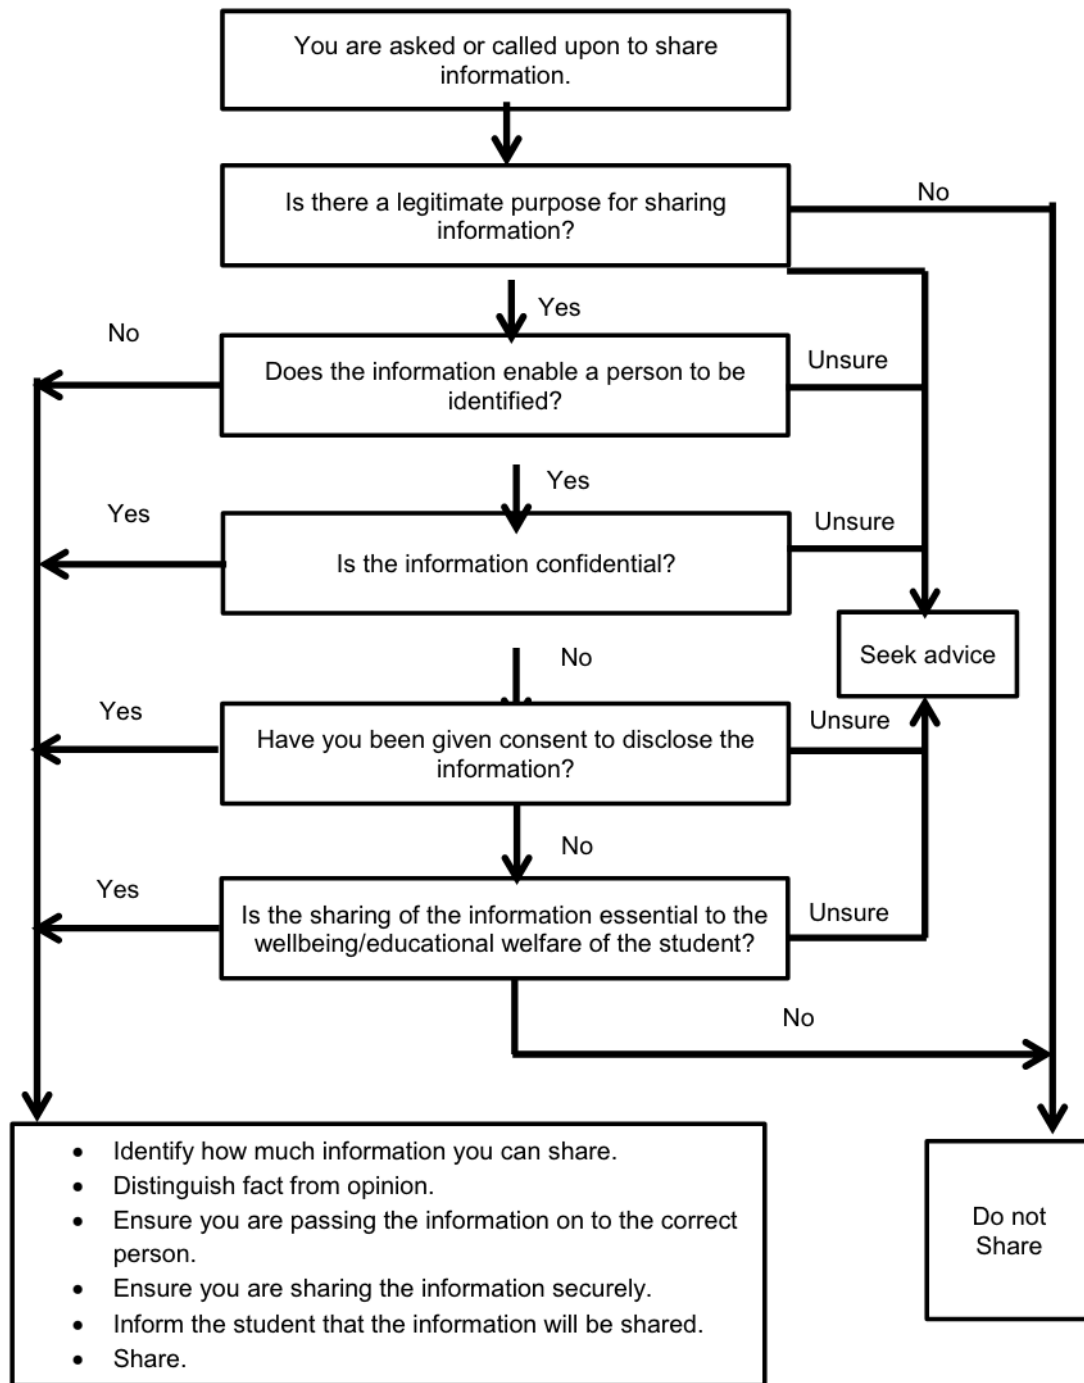 You are asked or called upon to share
information.
No
Is there a legitimate purpose for sharing
information?
Yes
No
Does the information enable a person to be
identified?
Unsure
Yes
Yes
Is the information confidential?
Unsure
Seek advice
No
Yes
Have you been given consent to disclose the
information?
Unsure
No
Yes
Is the sharing of the information essential to the
wellbeing/educational welfare of the student?
Unsure
No
• Identify how much information you can share.
• Distinguish fact from opinion.
• Ensure you are passing the information on to the correct
person.
• Ensure you are sharing the information securely.
• Inform the student that the information will be shared.
• Share.
Do not
Share